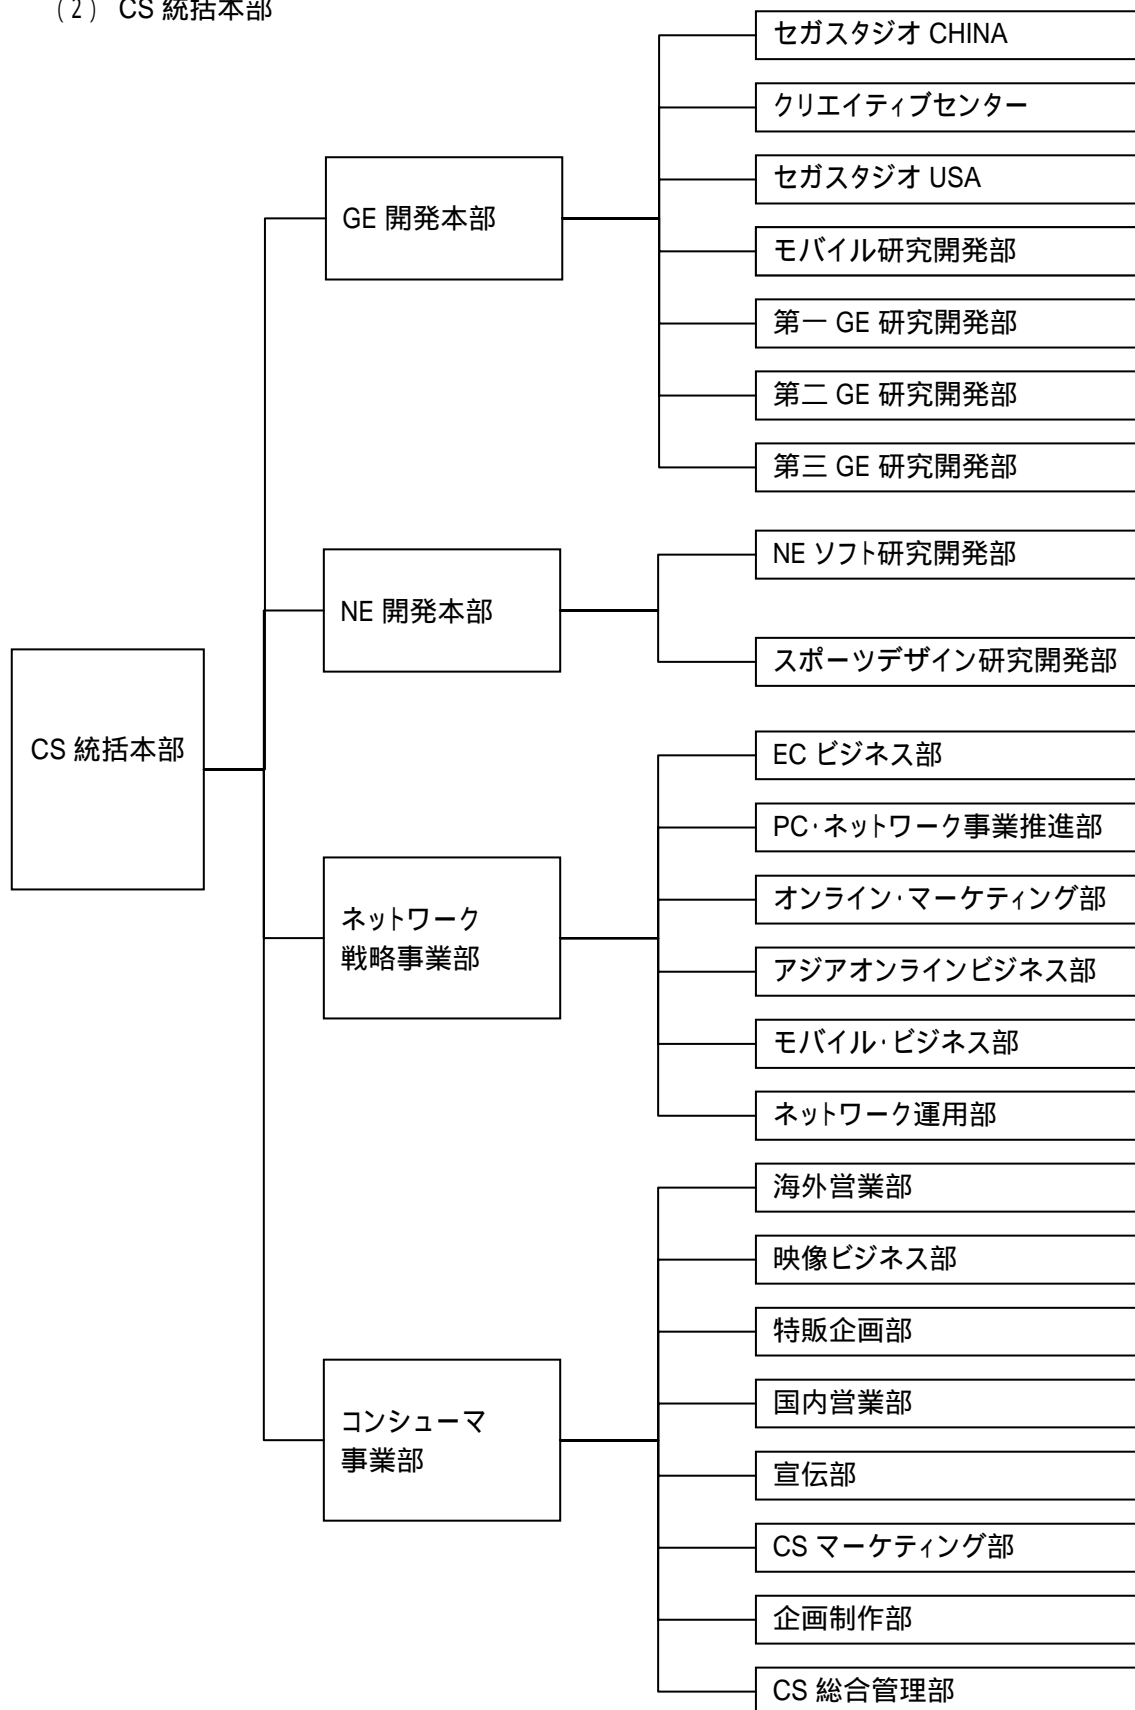 (2) CS 統括本部
セガスタジオ CHINA
クリエイティブセンター
セガスタジオ USA
GE 開発本部
モバイル研究開発部
第一 GE 研究開発部
第二 GE 研究開発部
第三 GE 研究開発部
NE ソフト研究開発部
NE 開発本部
スポーツデザイン研究開発部
CS 統括本部
EC ビジネス部
PC・ネットワーク事業推進部
オンライン・マーケティング部
ネットワーク
戦略事業部
アジアオンラインビジネス部
モバイル・ビジネス部
ネットワーク運用部
海外営業部
映像ビジネス部
特販企画部
国内営業部
コンシューマ
事業部
宣伝部
CS マーケティング部
企画制作部
CS 総合管理部